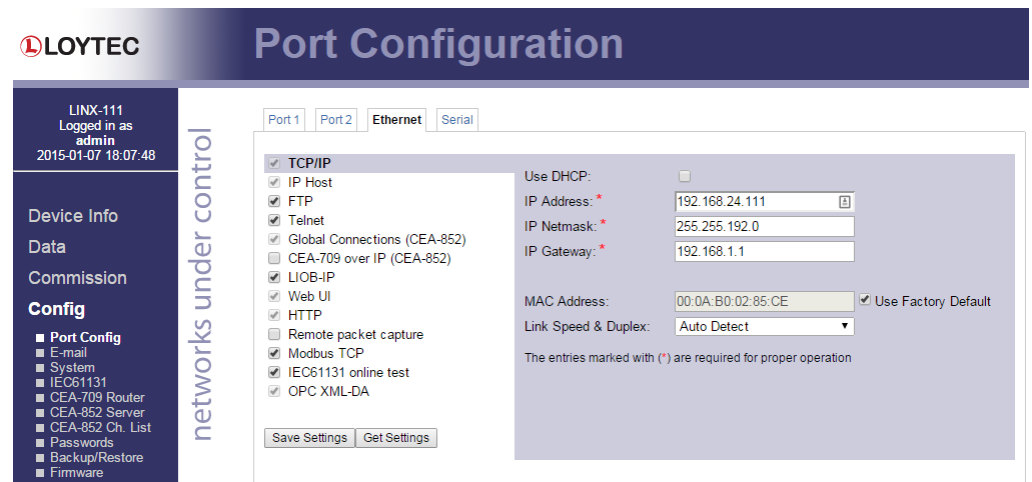 LOYTEC
Port Configuration
LINX-111
Logged in as
admin
2015-01-07 18:07:48
Device Info
Data
Commission
Config
Port Config
E-mail
System
IEC61131
CEA-709 Router
CEA-852 Server
CEA-852 Ch. List
Passwords
Backup/Restore
Firmware
networks under control
Port 1 Port 2 Ethernet Serial
TCP/IP
IP Host
FTP
Telnet
Global Connections (CEA-852)
CEA-709 over IP (CEA-852)
LIOB-IP
Web UI
HTTP
Remote packet capture
Modbus TCP
IEC61131 online test
OPC XML-DA
Save Settings Get Settings
Use DHCP:
IP Address: * 192.168.24.111
IP Netmask: * 255.255.192.0
IP Gateway: * 192.168.1.1
MAC Address: 00:0A:B0:02:85:CE Use Factory Default
Link Speed & Duplex: Auto Detect
The entries marked with (*) are required for proper operation